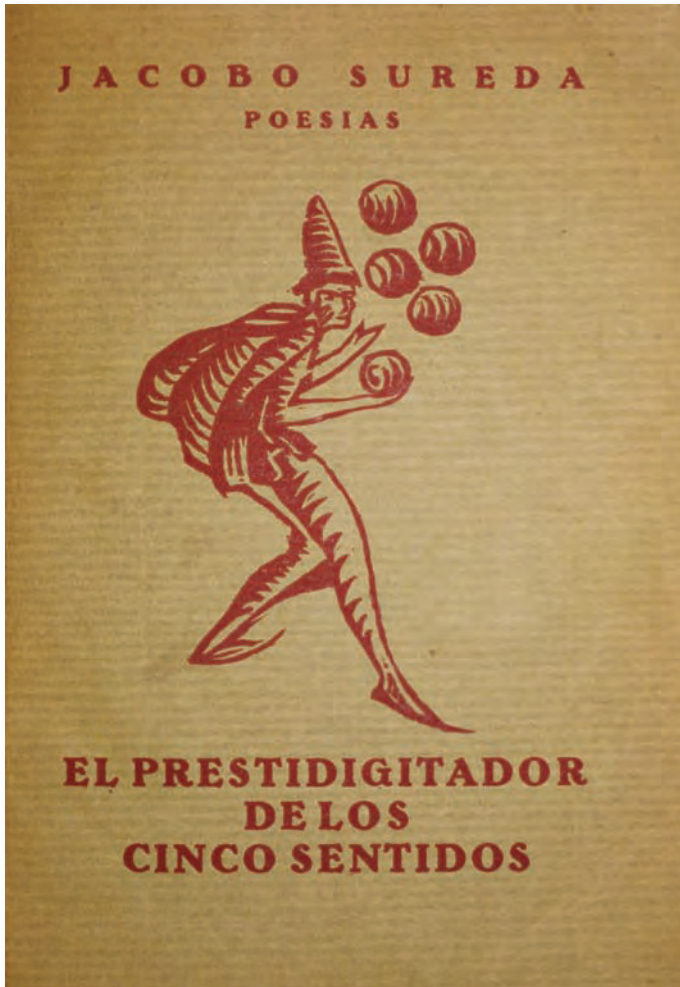 JACOBO SUREDA
POESIAS
EL PRESTIDIGITADOR
DE LOS
CINCO SENTIDOS